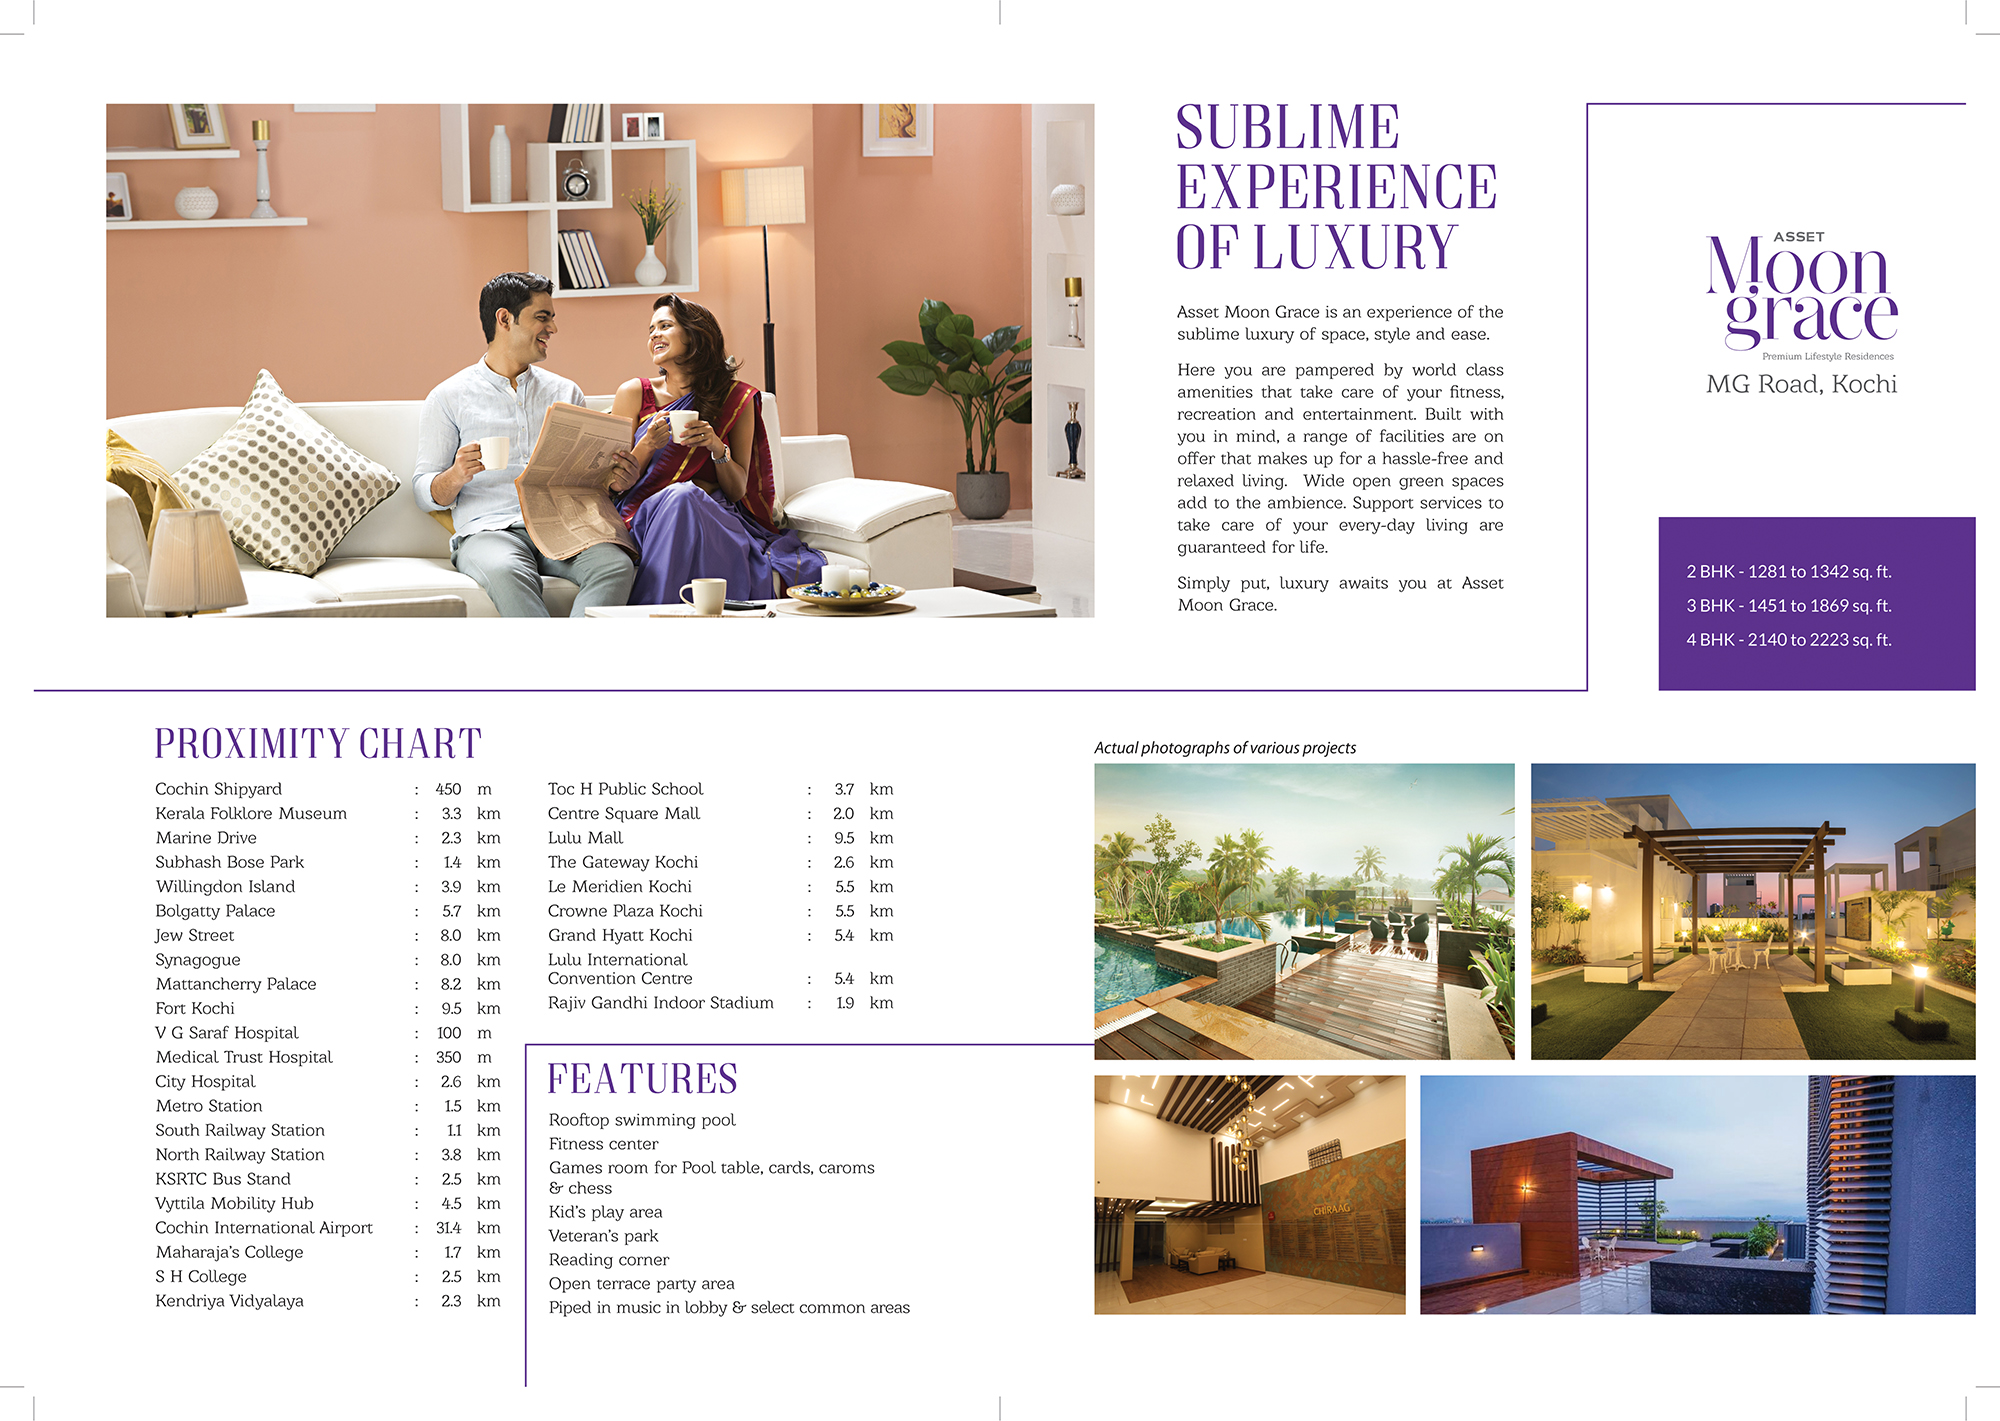 SUBLIME
EXPERIENCE
OF LUXURY
Asset Moon Grace is an experience of the
sublime luxury of space, style and ease.
Here you are pampered by world class
amenities that take care of your fitness,
recreation and entertainment. Built with
you in mind, a range of facilities are on
offer that makes up for a hassle-free and
relaxed living. Wide open green spaces
add to the ambience. Support services to
take care of your every-day living are
guaranteed for life.
Simply put, luxury awaits you at Asset
Moon Grace.
ASSET
Moon
grace
Premium Lifestyle Residences
MG Road, Kochi
2 BHK - 1281 to 1342 sq. ft.
3 BHK - 1451 to 1869 sq. ft.
4 BHK - 2140 to 2223 sq. ft.
PROXIMITY CHART
Cochin Shipyard : 450 m
Kerala Folklore Museum : 3.3 km
Marine Drive : 2.3 km
Subhash Bose Park : 1.4 km
Willingdon Island : 3.9 km
Bolgatty Palace : 5.7 km
Jew Street : 8.0 km
Synagogue : 8.0 km
Mattancherry Palace : 8.2 km
Fort Kochi : 9.5 km
V G Saraf Hospital : 100 m
Medical Trust Hospital : 350 m
City Hospital : 2.6 km
Metro Station : 1.5 km
South Railway Station : 1.1 km
North Railway Station : 3.8 km
KSRTC Bus Stand : 2.5 km
Vyttila Mobility Hub : 4.5 km
Cochin International Airport : 31.4 km
Maharaja's College : 1.7 km
S H College : 2.5 km
Kendriya Vidyalaya : 2.3 km
Toc H Public School : 3.7 km
Centre Square Mall : 2.0 km
Lulu Mall : 9.5 km
The Gateway Kochi : 2.6 km
Le Meridien Kochi : 5.5 km
Crowne Plaza Kochi : 5.5 km
Grand Hyatt Kochi : 5.4 km
Lulu International
Convention Centre : 5.4 km
Rajiv Gandhi Indoor Stadium : 1.9 km
FEATURES
Rooftop swimming pool
Fitness center
Games room for Pool table, cards, caroms
& chess
Kid's play area
Veteran's park
Reading corner
Open terrace party area
Piped in music in lobby & select common areas
Actual photographs of various projects
CHIRAAG